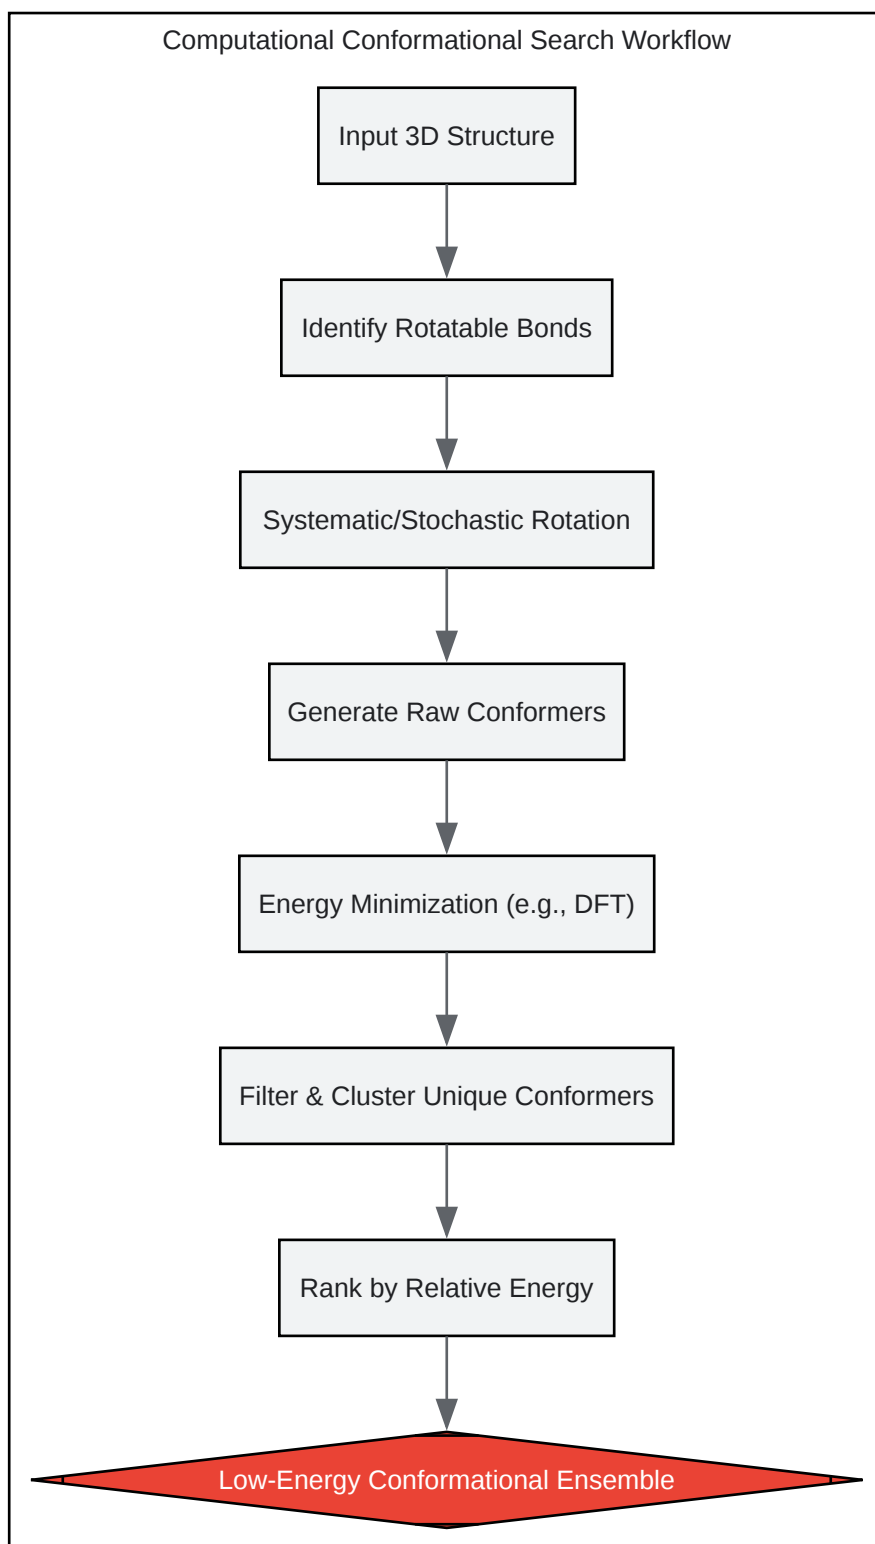 Computational Conformational Search Workflow
Input 3D Structure
Identify Rotatable Bonds
Systematic/Stochastic Rotation
Generate Raw Conformers
Energy Minimization (e.g., DFT)
Filter & Cluster Unique Conformers
Rank by Relative Energy
Low-Energy Conformational Ensemble